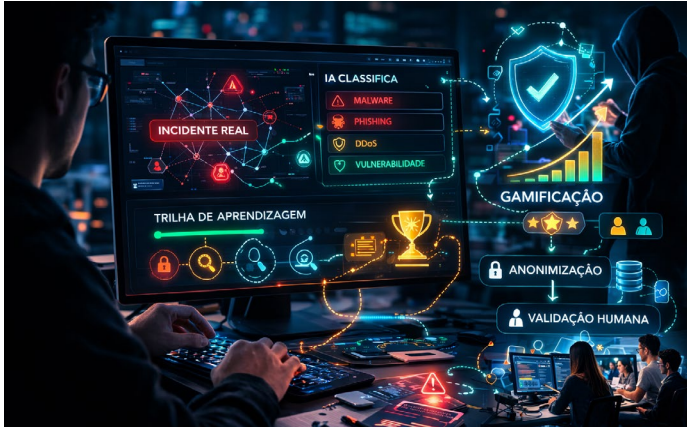 INCIDENTE REAL
IA CLASSIFICA
MALWARE
PHISHING
DDoS
VULNERABILIDADE
TRILHA DE APRENDIZAGEM
GAMIFICAÇÃO
ANONIMIZAÇÃO
VALIDAÇÃO HUMANA